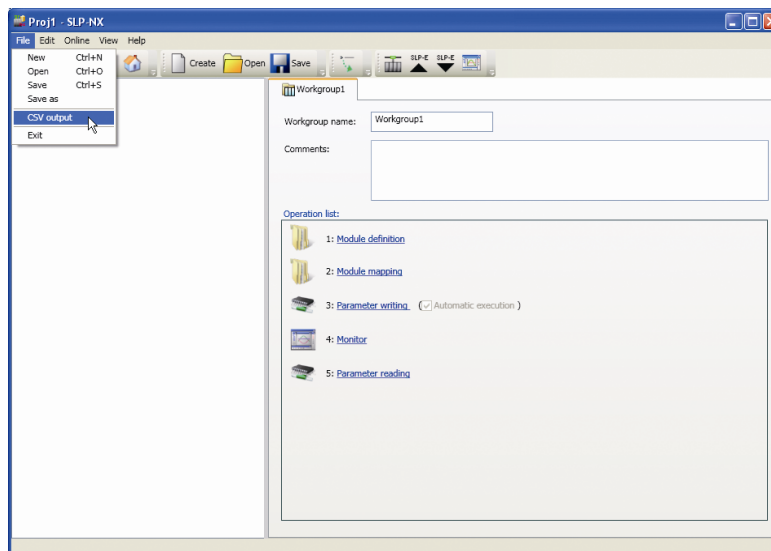 Proj1 - SLP-NX
File Edit Online View Help
New Ctrl+N
Open Ctrl+O
Save Ctrl+S
Save as
CSV output
Exit
Create Open Save SLP-E SLP-E
Workgroup1
Workgroup name: Workgroup1
Comments:
Operation list:
1: Module definition
2: Module mapping
3: Parameter writing ( Automatic execution )
4: Monitor
5: Parameter reading